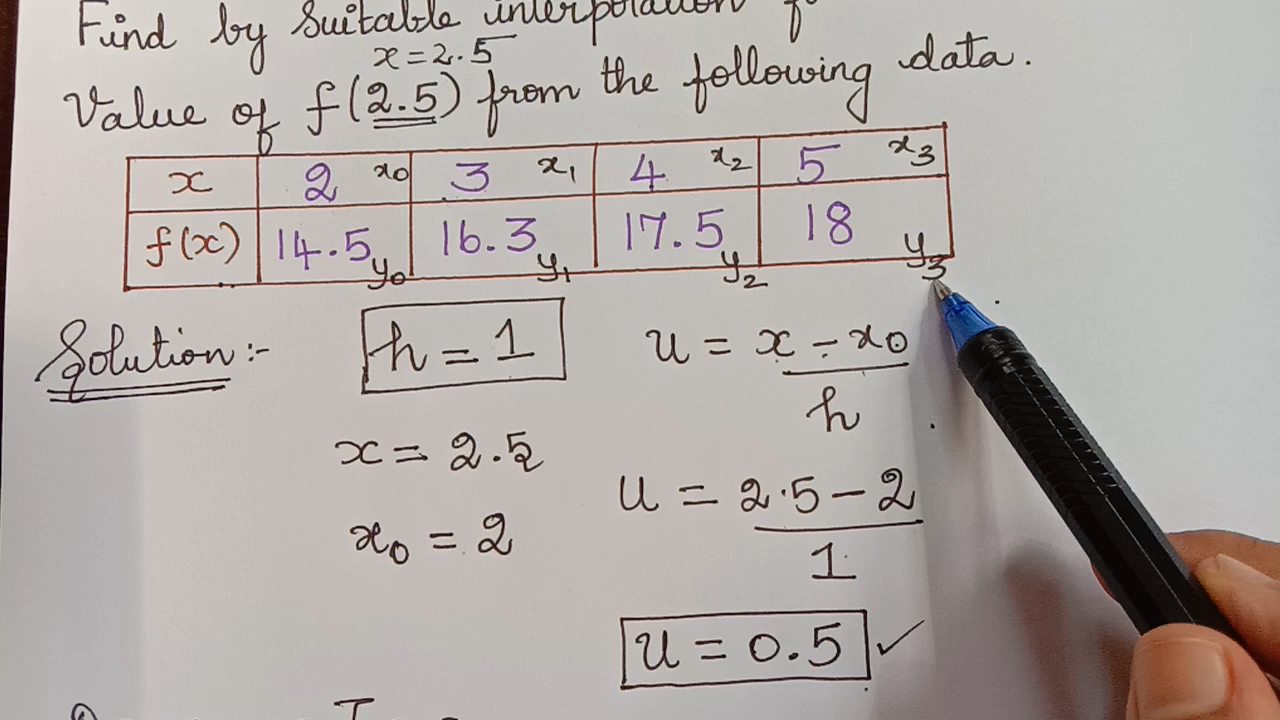 Find by Suitable interpolation
x=2.5
Value of f(2.5) from the following data.
x 2 x0 3 x1 4 x2 5 x3
f(x) 14.5 y0 16.3 y1 17.5 y2 18 y3
Solution:- h = 1 u = x - x0 / h
x = 2.5
u = 2.5 - 2 / 1
x0 = 2
u = 0.5 ✓